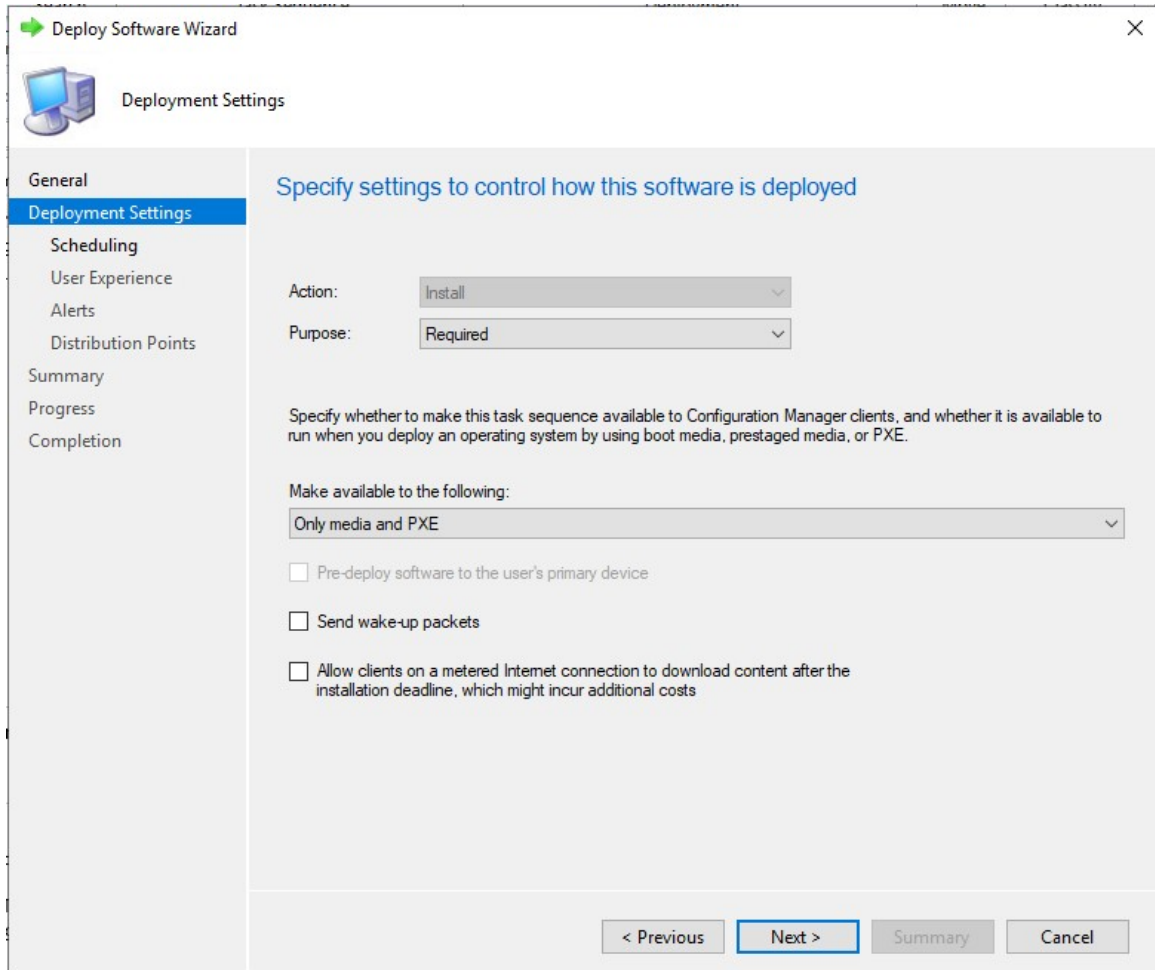 Deploy Software Wizard
Deployment Settings
General
Deployment Settings
Scheduling
User Experience
Alerts
Distribution Points
Summary
Progress
Completion
Specify settings to control how this software is deployed
Action:
Install
Purpose:
Required
Specify whether to make this task sequence available to Configuration Manager clients, and whether it is available to
run when you deploy an operating system by using boot media, prestaged media, or PXE.
Make available to the following:
Only media and PXE
Pre-deploy software to the user's primary device
Send wake-up packets
Allow clients on a metered Internet connection to download content after the
installation deadline, which might incur additional costs
< Previous
Next >
Summary
Cancel